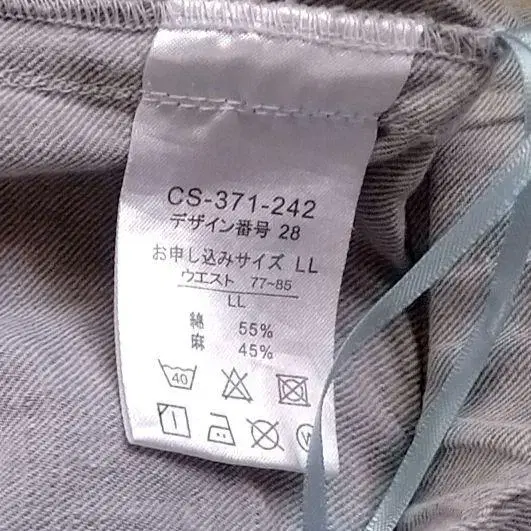 CS-371-242
デザイン番号 28
お申し込みサイズ LL
ウエスト 77~85
LL
綿 55%
麻 45%
40